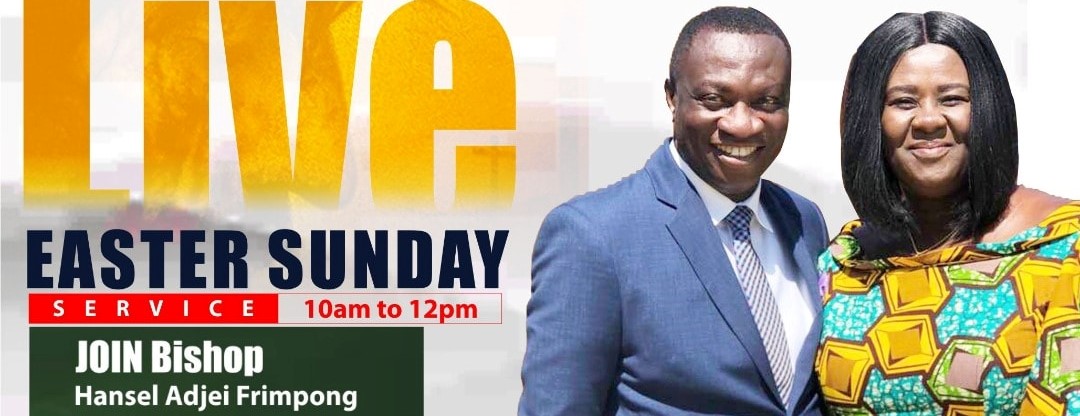 Live
EASTER SUNDAY
SERVICE 10am to 12pm
JOIN Bishop
Hansel Adjei Frimpong